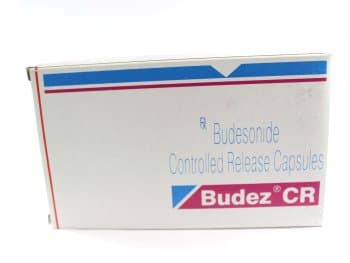 ℞ Budesonide
Controlled Release Capsules
Budez® CR